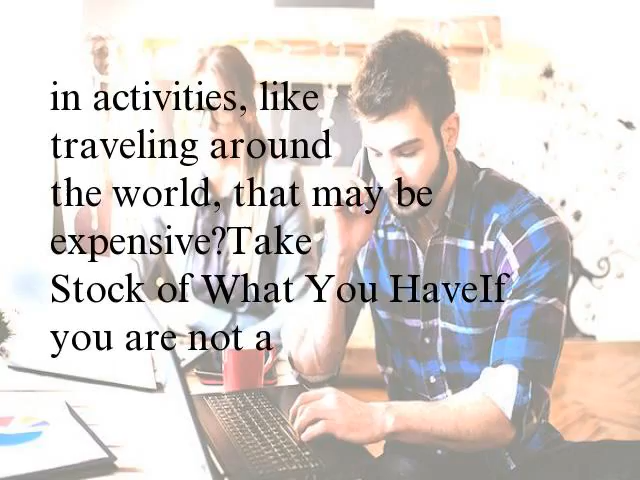 in activities, like
traveling around
the world, that may be
expensive?Take
Stock of What You HaveIf
you are not a